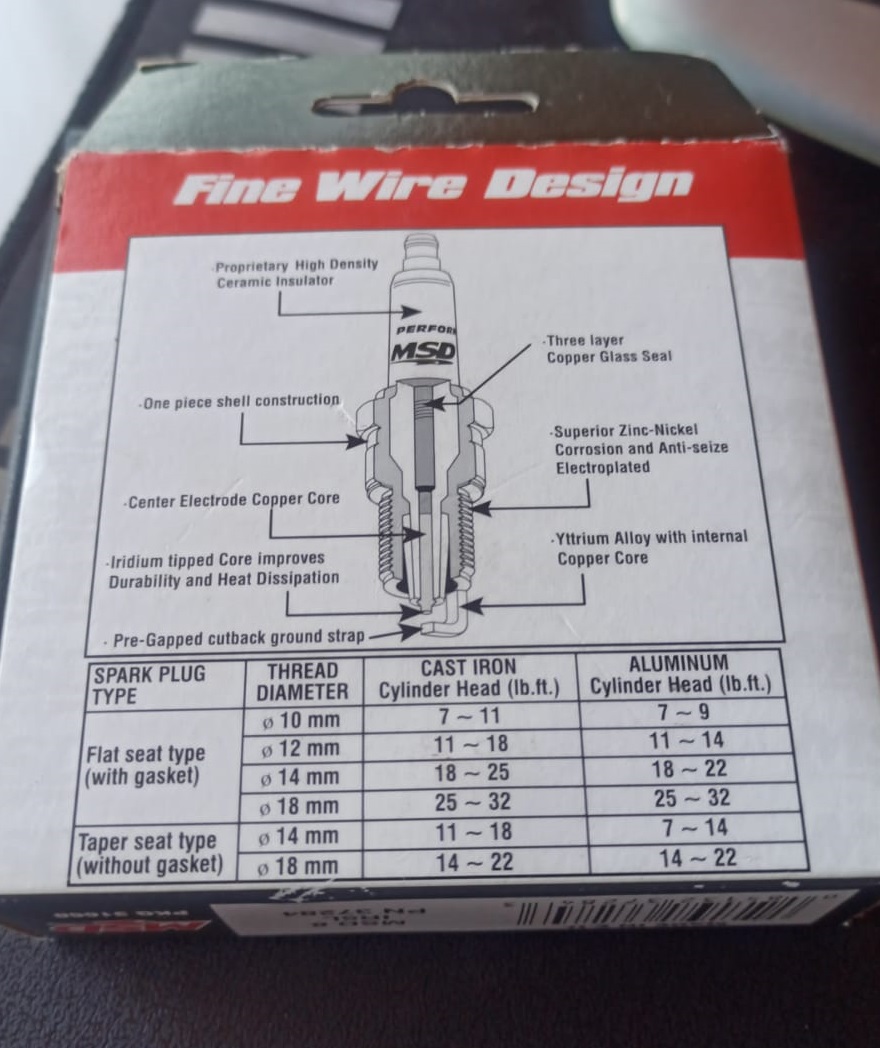 Fine Wire Design
·Proprietary High Density
Ceramic Insulator
PERFOR
MSD
·Three layer
Copper Glass Seal
·One piece shell construction
·Superior Zinc-Nickel
Corrosion and Anti-seize
Electroplated
·Center Electrode Copper Core
·Yttrium Alloy with internal
Copper Core
·Iridium tipped Core improves
Durability and Heat Dissipation
· Pre-Gapped cutback ground strap
SPARK PLUG TYPE THREAD DIAMETER CAST IRON Cylinder Head (lb.ft.) ALUMINUM Cylinder Head (lb.ft.)
Flat seat type (with gasket) ø 10 mm 7 ~ 11 7 ~ 9
ø 12 mm 11 ~ 18 11 ~ 14
ø 14 mm 18 ~ 25 18 ~ 22
ø 18 mm 25 ~ 32 25 ~ 32
Taper seat type (without gasket) ø 14 mm 11 ~ 18 7 ~ 14
ø 18 mm 14 ~ 22 14 ~ 22
MSD
PN 37284